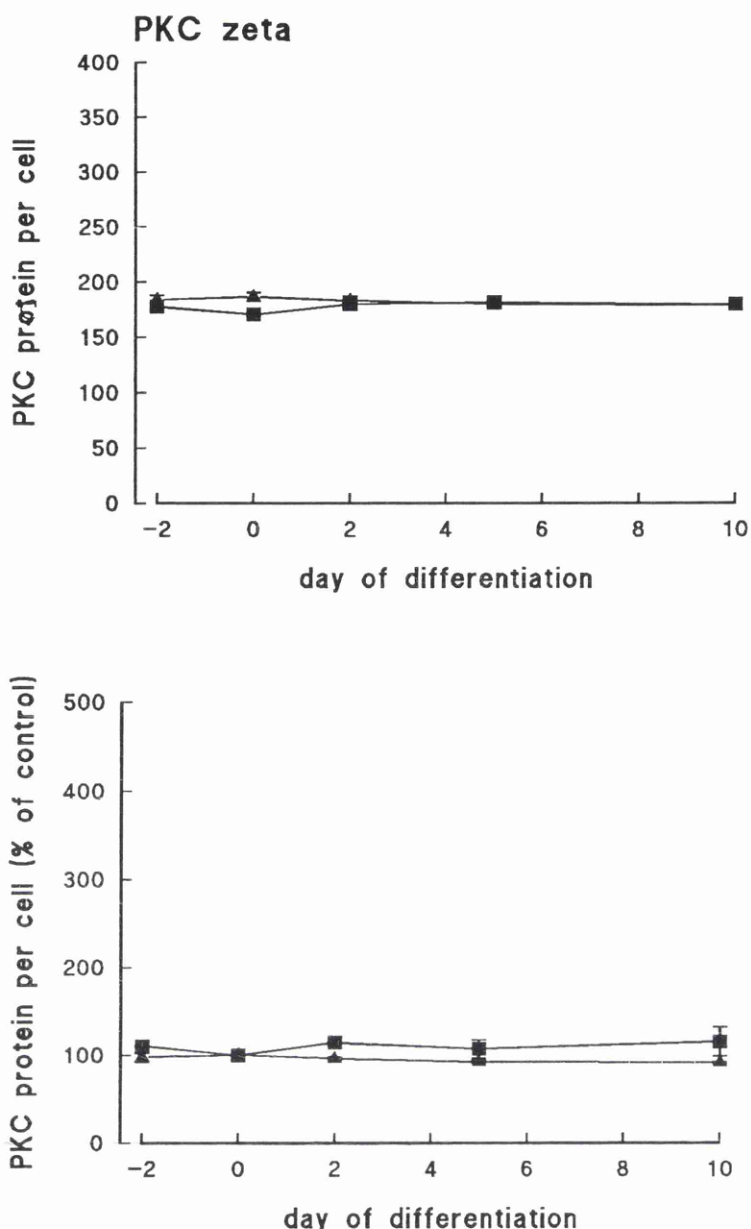 PKC zeta
400
350
300
250
200
150
100
50
0
PKC protein per cell
−2 0 2 4 6 8 10
day of differentiation
500
400
300
200
100
0
PKC protein per cell (% of control)
−2 0 2 4 6 8 10
day of differentiation